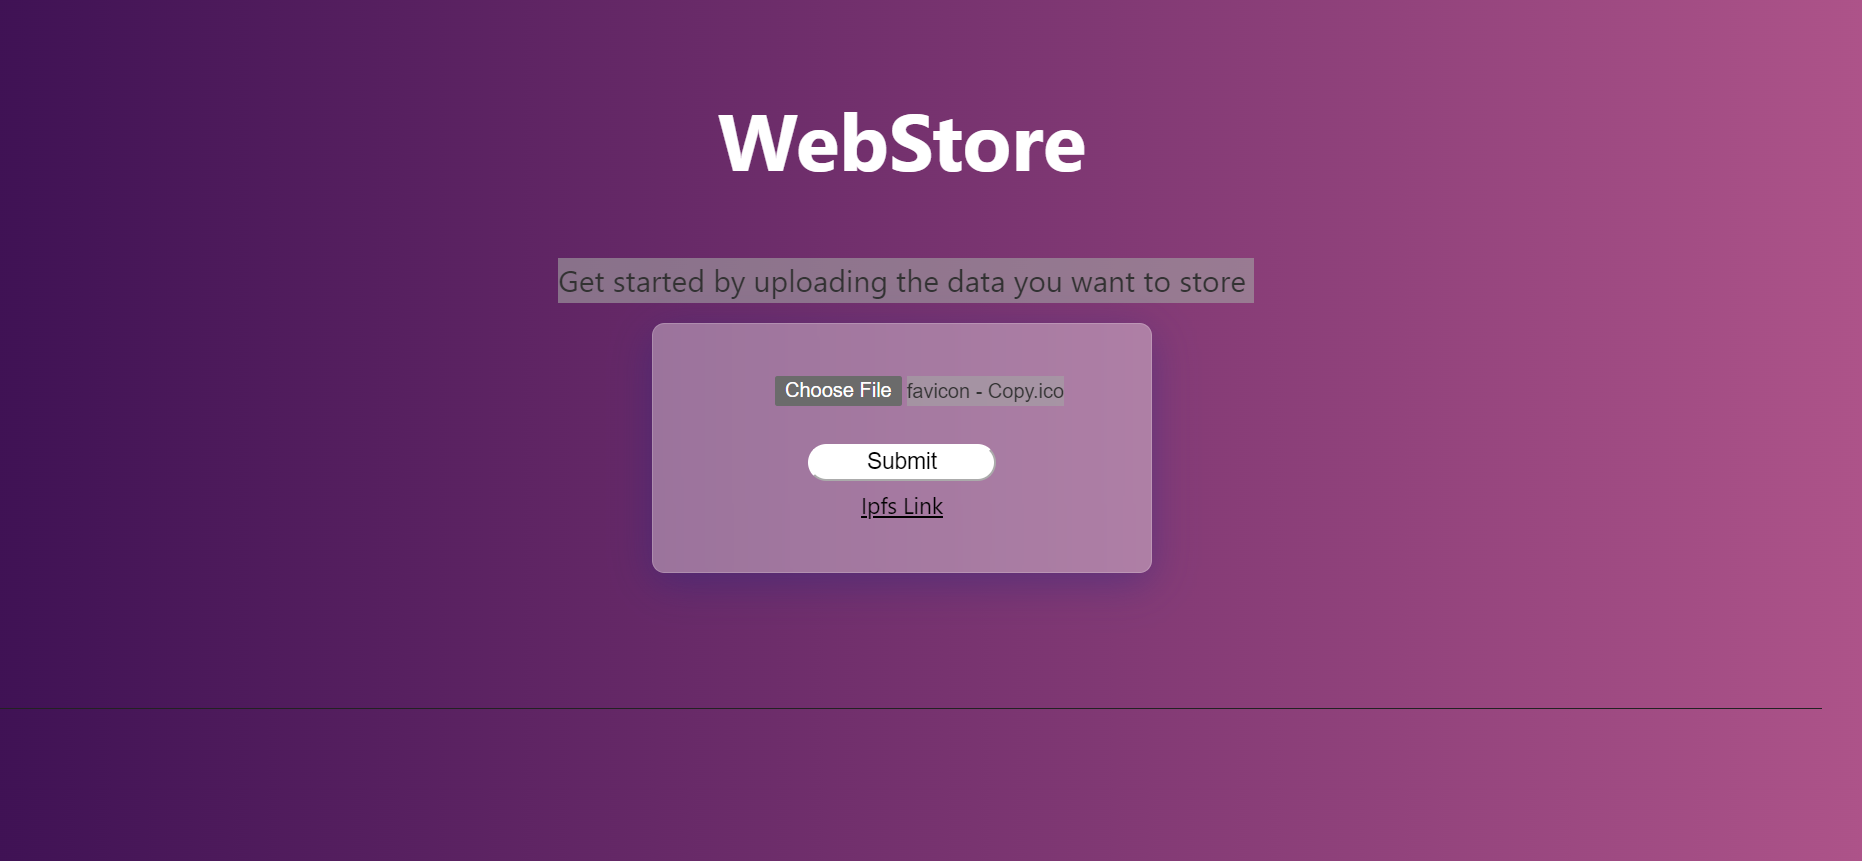 WebStore
Get started by uploading the data you want to store
Choose File favicon - Copy.ico
Submit
Ipfs Link